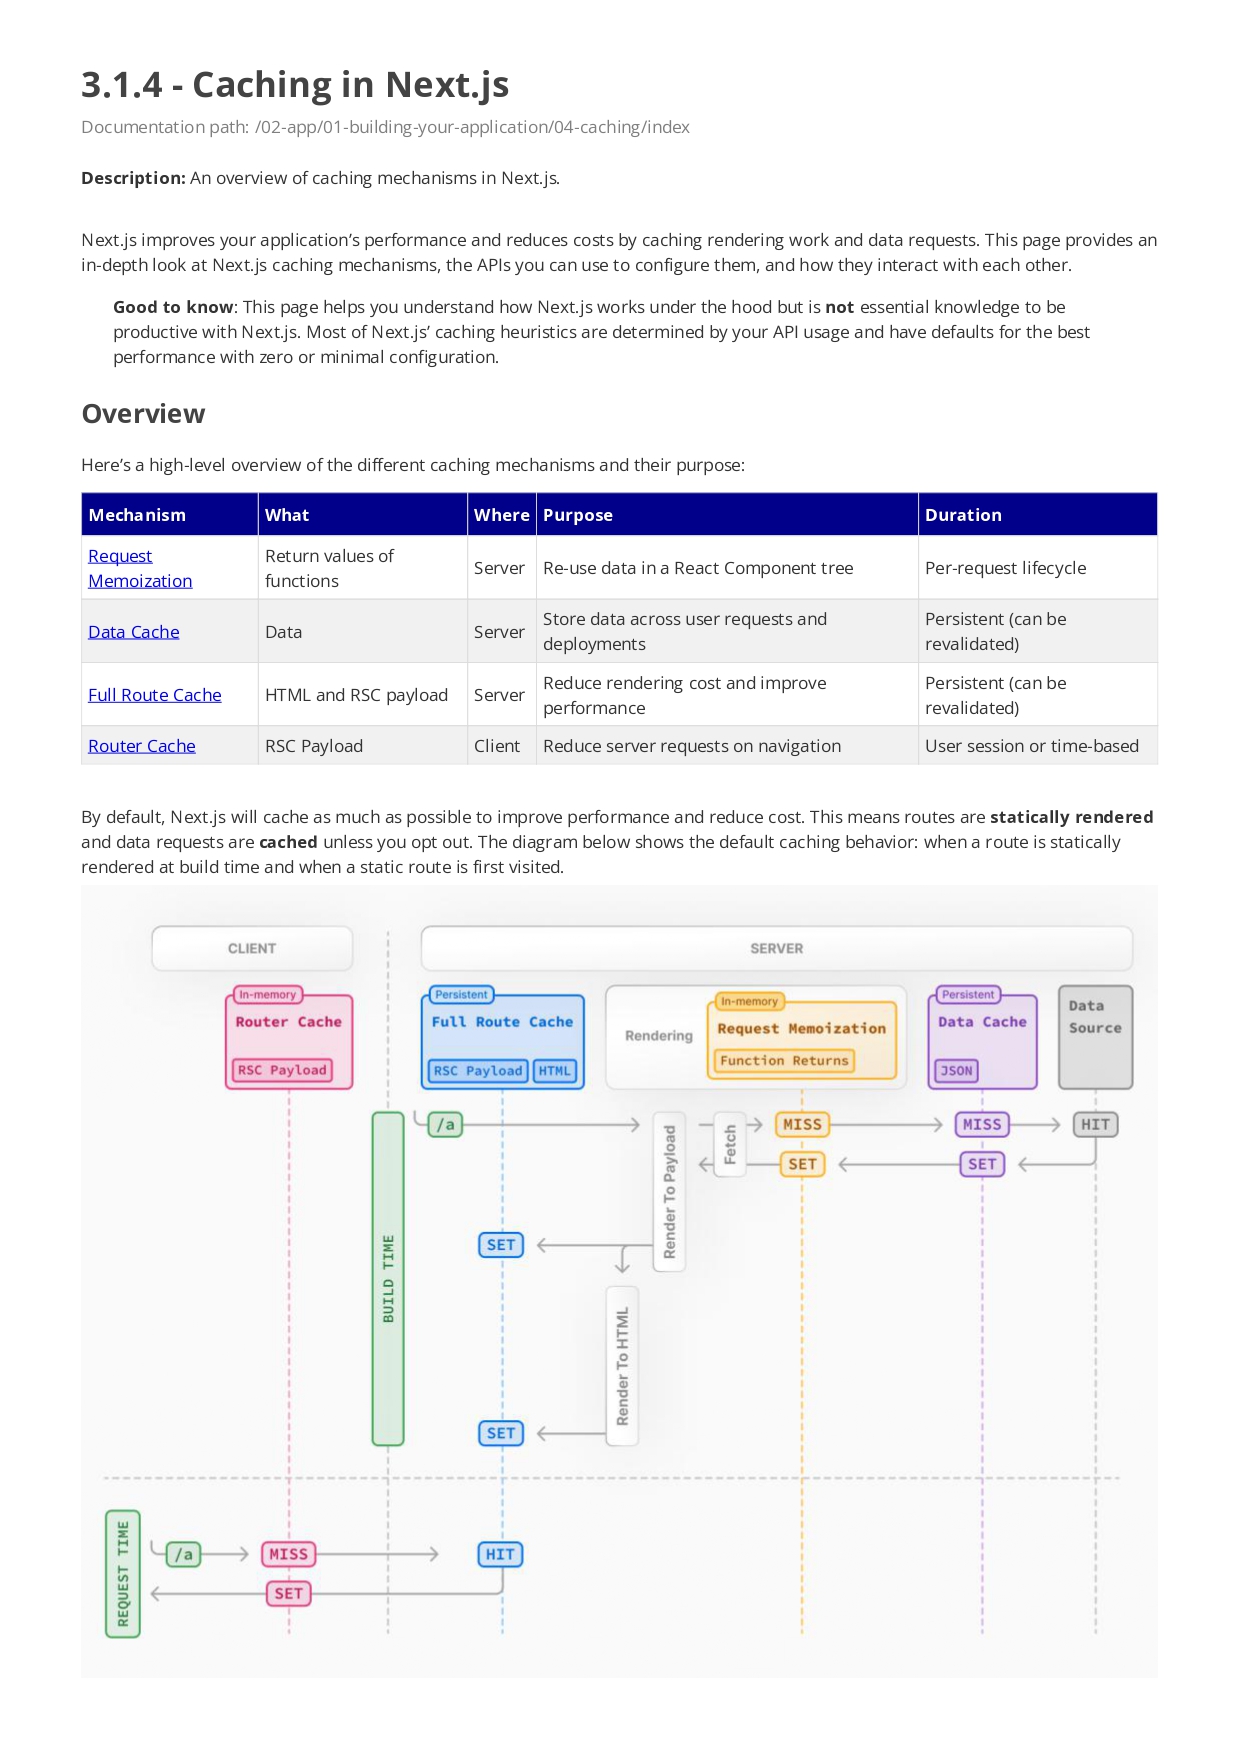 3.1.4 - Caching in Next.js
Documentation path: /02-app/01-building-your-application/04-caching/index
Description: An overview of caching mechanisms in Next.js.
Next.js improves your application’s performance and reduces costs by caching rendering work and data requests. This page provides an
in-depth look at Next.js caching mechanisms, the APIs you can use to configure them, and how they interact with each other.
Good to know: This page helps you understand how Next.js works under the hood but is not essential knowledge to be
productive with Next.js. Most of Next.js’ caching heuristics are determined by your API usage and have defaults for the best
performance with zero or minimal configuration.
Overview
Here’s a high-level overview of the different caching mechanisms and their purpose:
Mechanism What Where Purpose Duration
Request
Memoization
Return values of
functions
Server
Re-use data in a React Component tree
Per-request lifecycle
Data Cache
Data
Server
Store data across user requests and
deployments
Persistent (can be
revalidated)
Full Route Cache
HTML and RSC payload
Server
Reduce rendering cost and improve
performance
Persistent (can be
revalidated)
Router Cache RSC Payload Client Reduce server requests on navigation User session or time-based
By default, Next.js will cache as much as possible to improve performance and reduce cost. This means routes are statically rendered
and data requests are cached unless you opt out. The diagram below shows the default caching behavior: when a route is statically
rendered at build time and when a static route is first visited.
CLIENT
SERVER
In-memory
Router Cache
RSC Payload
Persistent
Full Route Cache
RSC Payload
HTML
Rendering
In-memory
Request Memoization
Function Returns
Persistent
Data Cache
JSON
Data
Source
BUILD TIME
/a
Render To Payload
Fetch
MISS
MISS
HIT
SET
SET
SET
Render To HTML
SET
REQUEST TIME
/a
MISS
HIT
SET